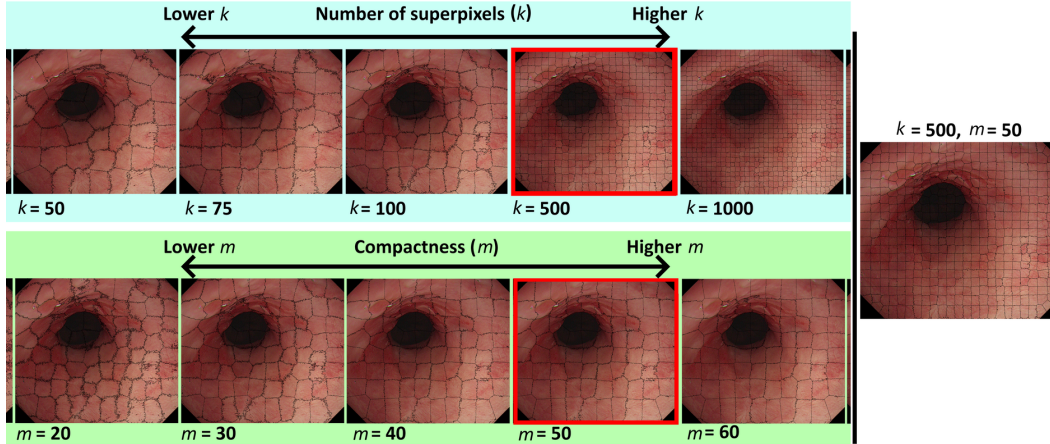 Lower k Number of superpixels (k) Higher k
k = 50 k = 75 k = 100 k = 500 k = 1000
Lower m Compactness (m) Higher m
m = 20 m = 30 m = 40 m = 50 m = 60
k = 500, m = 50